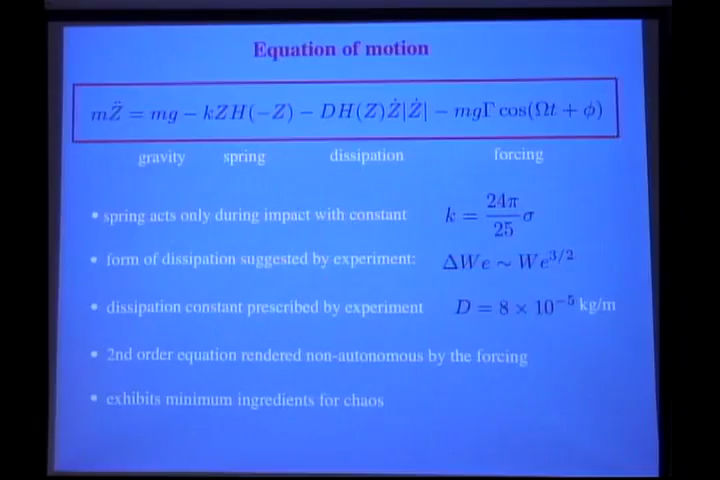 Equation of motion
mZ̈ = mg − kZH(−Z) − DH(Z)Ż|Ż| − mgΓ cos(Ωt + ϕ)
gravity spring dissipation forcing
• spring acts only during impact with constant k = 24π/25 σ
• form of dissipation suggested by experiment: ΔWe ~ We^{3/2}
• dissipation constant prescribed by experiment D = 8 × 10^{−5} kg/m
• 2nd order equation rendered non-autonomous by the forcing
• exhibits minimum ingredients for chaos